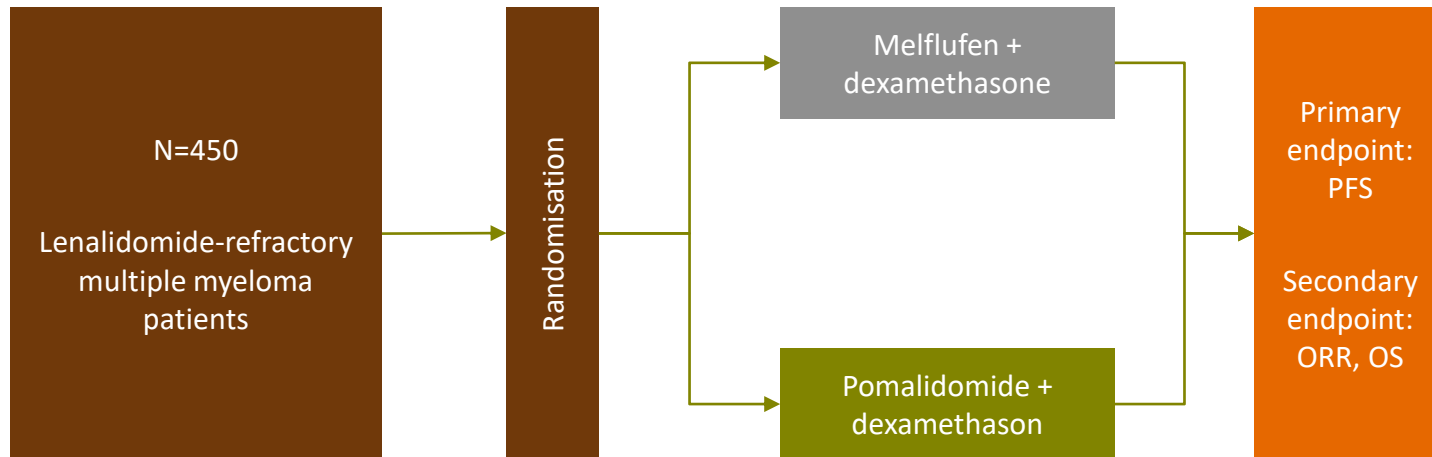 N=450
Lenalidomide-refractory
multiple myeloma
patients
Randomisation
Melflufen +
dexamethasone
Pomalidomide +
dexamethason
Primary
endpoint:
PFS
Secondary
endpoint:
ORR, OS